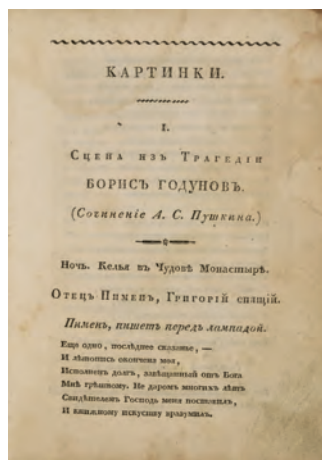 КАРТИНКИ.
I.
Сцена изъ Трагедіи
БОРИСЪ ГОДУНОВЪ.
(Сочиненіе А. С. Пушкина.)
Ночь. Келья въ Чудовѣ Монастырѣ.
Отецъ Пименъ, Григорій спящій.
Пименъ, пишетъ передъ лампадой.
Еще одно, послѣднее сказанье, —
И лѣтопись окончена моя,
Исполненъ долгъ, завѣщанный отъ Бога
Мнѣ грѣшному. Не даромъ многихъ лѣтъ
Свидѣтелемъ Господь меня поставилъ,
И книжному искуству вразумилъ.